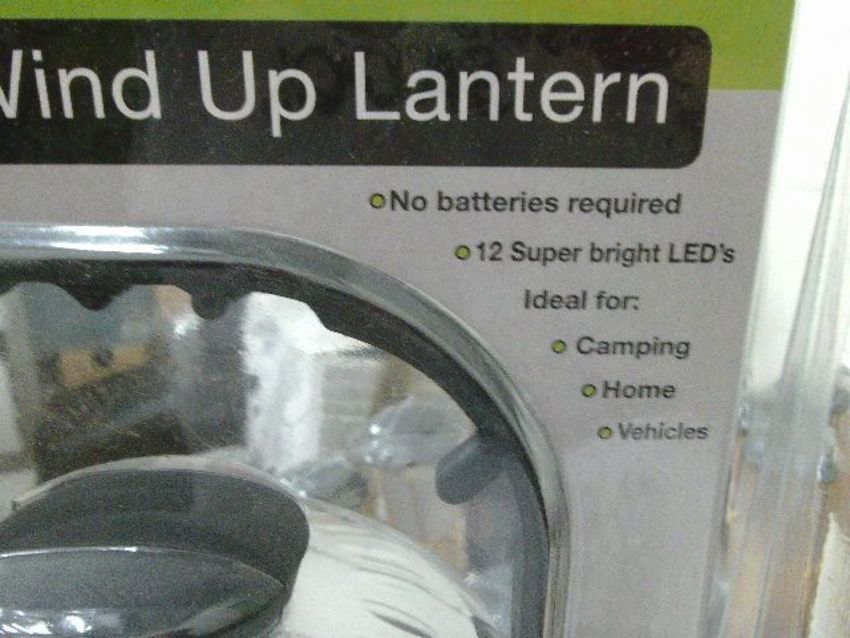 Wind Up Lantern
No batteries required
12 Super bright LED's
Ideal for:
Camping
Home
Vehicles